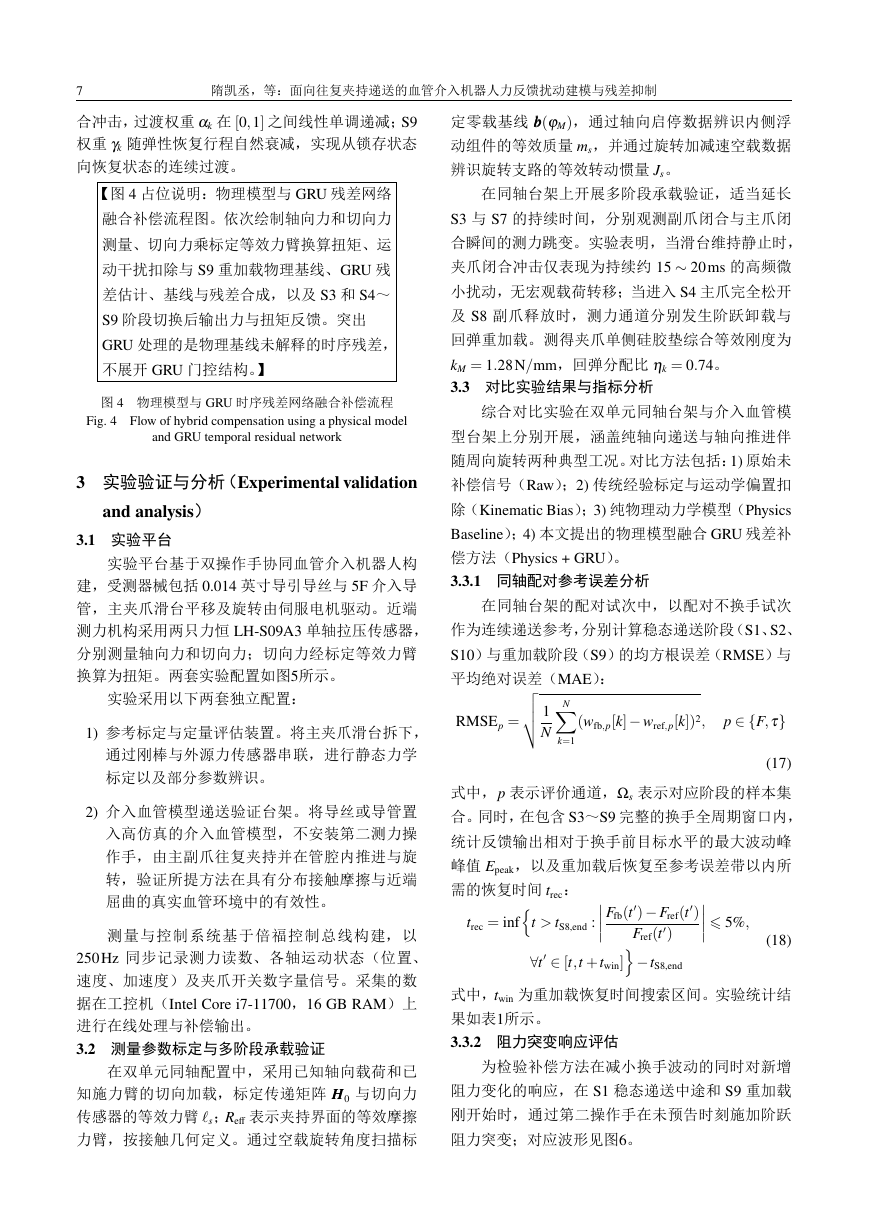 7
隋凯丞，等：面向往复夹持递送的血管介入机器人力反馈扰动建模与残差抑制
合冲击，过渡权重 αk 在 [0, 1] 之间线性单调递减；S9
权重 γk 随弹性恢复行程自然衰减，实现从锁存状态
向恢复状态的连续过渡。
【图 4 占位说明：物理模型与 GRU 残差网络
融合补偿流程图。依次绘制轴向力和切向力
测量、切向力乘标定等效力臂换算扭矩、运
动干扰扣除与 S9 重加载物理基线、GRU 残
差估计、基线与残差合成，以及 S3 和 S4～
S9 阶段切换后输出力与扭矩反馈。突出
GRU 处理的是物理基线未解释的时序残差，
不展开 GRU 门控结构。】
图 4 物理模型与 GRU 时序残差网络融合补偿流程
Fig. 4 Flow of hybrid compensation using a physical model
and GRU temporal residual network
3 实验验证与分析（Experimental validation
and analysis）
3.1 实验平台
实验平台基于双操作手协同血管介入机器人构
建，受测器械包括 0.014 英寸导引导丝与 5F 介入导
管，主夹爪滑台平移及旋转由伺服电机驱动。近端
测力机构采用两只力恒 LH-S09A3 单轴拉压传感器，
分别测量轴向力和切向力；切向力经标定等效力臂
换算为扭矩。两套实验配置如图5所示。
实验采用以下两套独立配置：
1) 参考标定与定量评估装置。将主夹爪滑台拆下，
通过刚棒与外源力传感器串联，进行静态力学
标定以及部分参数辨识。
2) 介入血管模型递送验证台架。将导丝或导管置
入高仿真的介入血管模型，不安装第二测力操
作手，由主副爪往复夹持并在管腔内推进与旋
转，验证所提方法在具有分布接触摩擦与近端
屈曲的真实血管环境中的有效性。
测量与控制系统基于倍福控制总线构建，以
250 Hz 同步记录测力读数、各轴运动状态（位置、
速度、加速度）及夹爪开关数字量信号。采集的数
据在工控机（Intel Core i7-11700，16 GB RAM）上
进行在线处理与补偿输出。
3.2 测量参数标定与多阶段承载验证
在双单元同轴配置中，采用已知轴向载荷和已
知施力臂的切向加载，标定传递矩阵 H0 与切向力
传感器的等效力臂 ℓs；Reff 表示夹持界面的等效摩擦
力臂，按接触几何定义。通过空载旋转角度扫描标
定零载基线 b(φM)，通过轴向启停数据辨识内侧浮
动组件的等效质量 ms，并通过旋转加减速空载数据
辨识旋转支路的等效转动惯量 Js。
在同轴台架上开展多阶段承载验证，适当延长
S3 与 S7 的持续时间，分别观测副爪闭合与主爪闭
合瞬间的测力跳变。实验表明，当滑台维持静止时，
夹爪闭合冲击仅表现为持续约 15 ∼ 20 ms 的高频微
小扰动，无宏观载荷转移；当进入 S4 主爪完全松开
及 S8 副爪释放时，测力通道分别发生阶跃卸载与
回弹重加载。测得夹爪单侧硅胶垫综合等效刚度为
kM = 1.28 N/mm，回弹分配比 ηk = 0.74。
3.3 对比实验结果与指标分析
综合对比实验在双单元同轴台架与介入血管模
型台架上分别开展，涵盖纯轴向递送与轴向推进伴
随周向旋转两种典型工况。对比方法包括：1) 原始未
补偿信号（Raw）；2) 传统经验标定与运动学偏置扣
除（Kinematic Bias）；3) 纯物理动力学模型（Physics
Baseline）；4) 本文提出的物理模型融合 GRU 残差补
偿方法（Physics + GRU）。
3.3.1 同轴配对参考误差分析
在同轴台架的配对试次中，以配对不换手试次
作为连续递送参考，分别计算稳态递送阶段（S1、S2、
S10）与重加载阶段（S9）的均方根误差（RMSE）与
平均绝对误差（MAE）：
RMSEp = √(1/N ∑_{k=1}^{N} (wfb,p[k] − wref,p[k])²), p ∈ {F, τ}
(17)
式中，p 表示评价通道，Ωs 表示对应阶段的样本集
合。同时，在包含 S3～S9 完整的换手全周期窗口内，
统计反馈输出相对于换手前目标水平的最大波动峰
峰值 Epeak，以及重加载后恢复至参考误差带以内所
需的恢复时间 trec：
trec = inf{t > tS8,end : |(Ffb(t′) − Fref(t′))/Fref(t′)| ⩽ 5%,
∀t′ ∈ [t, t + twin]} − tS8,end
(18)
式中，twin 为重加载恢复时间搜索区间。实验统计结
果如表1所示。
3.3.2 阻力突变响应评估
为检验补偿方法在减小换手波动的同时对新增
阻力变化的响应，在 S1 稳态递送中途和 S9 重加载
刚开始时，通过第二操作手在未预告时刻施加阶跃
阻力突变；对应波形见图6。